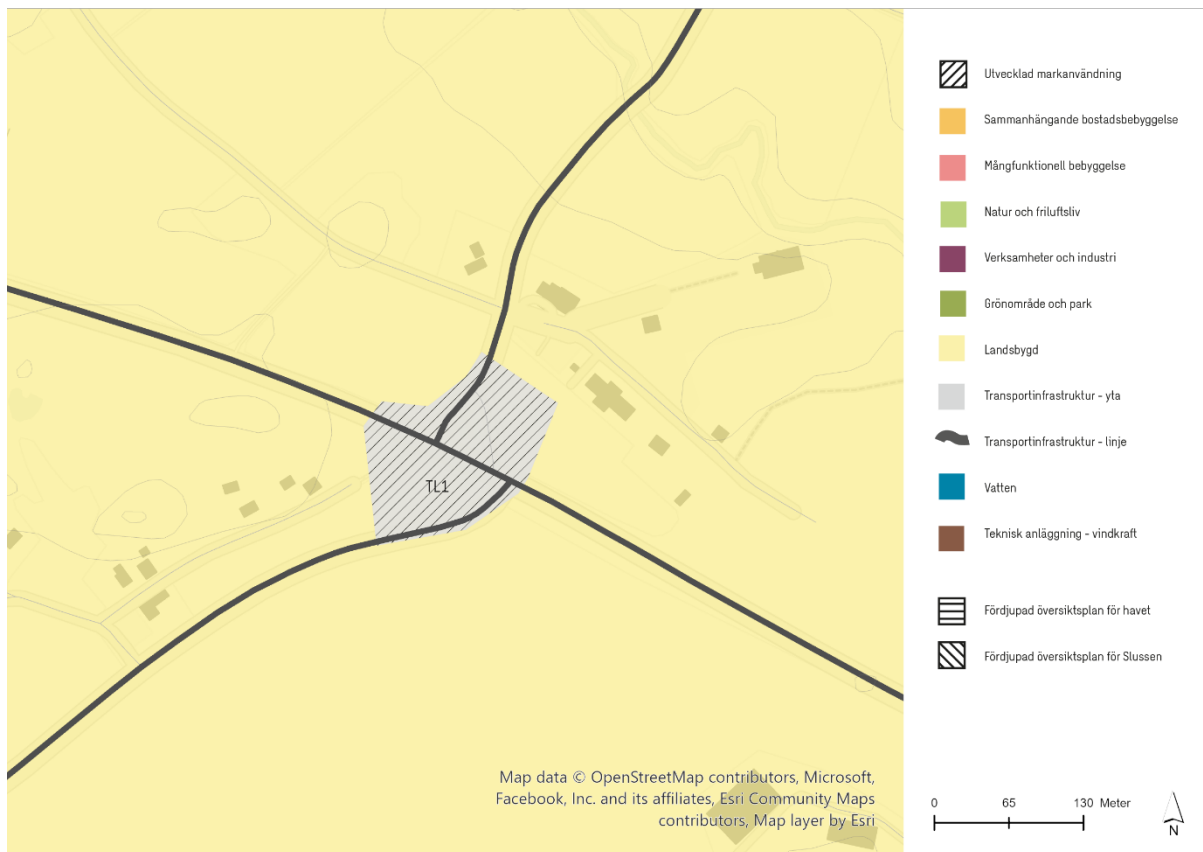 TL1
Map data © OpenStreetMap contributors, Microsoft,
Facebook, Inc. and its affiliates, Esri Community Maps
contributors, Map layer by Esri
Utvecklad markanvändning
Sammanhängande bostadsbebyggelse
Mångfunktionell bebyggelse
Natur och friluftsliv
Verksamheter och industri
Grönområde och park
Landsbygd
Transportinfrastruktur - yta
Transportinfrastruktur - linje
Vatten
Teknisk anläggning - vindkraft
Fördjupad översiktsplan för havet
Fördjupad översiktsplan för Slussen
0 65 130 Meter
N